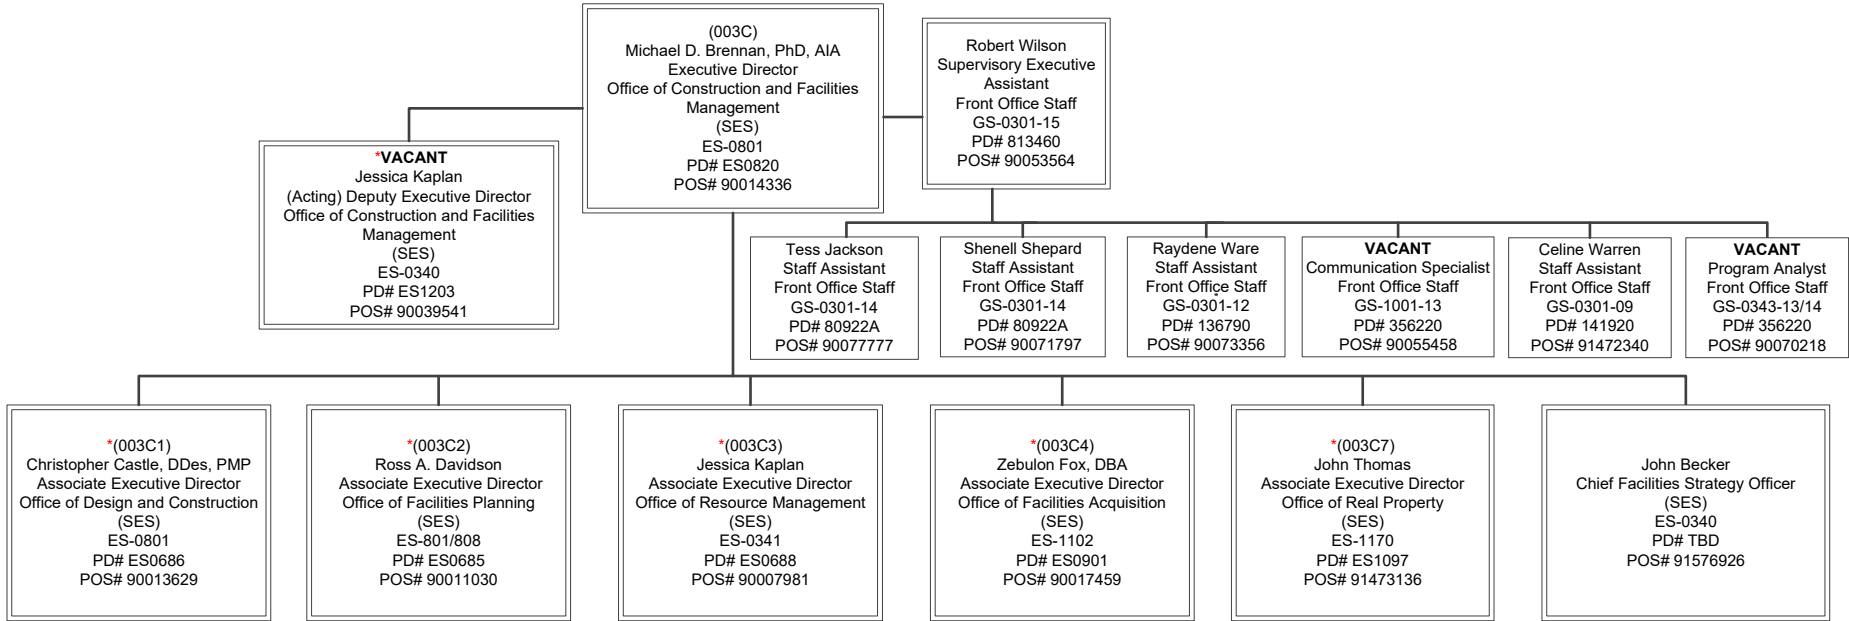 (003C)
Michael D. Brennan, PhD, AIA
Executive Director
Office of Construction and Facilities
Management
(SES)
ES-0801
PD# ES0820
POS# 90014336
Robert Wilson
Supervisory Executive
Assistant
Front Office Staff
GS-0301-15
PD# 813460
POS# 90053564
*VACANT
Jessica Kaplan
(Acting) Deputy Executive Director
Office of Construction and Facilities
Management
(SES)
ES-0340
PD# ES1203
POS# 90039541
Tess Jackson
Staff Assistant
Front Office Staff
GS-0301-14
PD# 80922A
POS# 90077777
Shenell Shepard
Staff Assistant
Front Office Staff
GS-0301-14
PD# 80922A
POS# 90071797
Raydene Ware
Staff Assistant
Front Office Staff
GS-0301-12
PD# 136790
POS# 90073356
VACANT
Communication Specialist
Front Office Staff
GS-1001-13
PD# 356220
POS# 90055458
Celine Warren
Staff Assistant
Front Office Staff
GS-0301-09
PD# 141920
POS# 91472340
VACANT
Program Analyst
Front Office Staff
GS-0343-13/14
PD# 356220
POS# 90070218
*(003C1)
Christopher Castle, DDes, PMP
Associate Executive Director
Office of Design and Construction
(SES)
ES-0801
PD# ES0686
POS# 90013629
*(003C2)
Ross A. Davidson
Associate Executive Director
Office of Facilities Planning
(SES)
ES-801/808
PD# ES0685
POS# 90011030
*(003C3)
Jessica Kaplan
Associate Executive Director
Office of Resource Management
(SES)
ES-0341
PD# ES0688
POS# 90007981
*(003C4)
Zebulon Fox, DBA
Associate Executive Director
Office of Facilities Acquisition
(SES)
ES-1102
PD# ES0901
POS# 90017459
*(003C7)
John Thomas
Associate Executive Director
Office of Real Property
(SES)
ES-1170
PD# ES1097
POS# 91473136
John Becker
Chief Facilities Strategy Officer
(SES)
ES-0340
PD# TBD
POS# 91576926